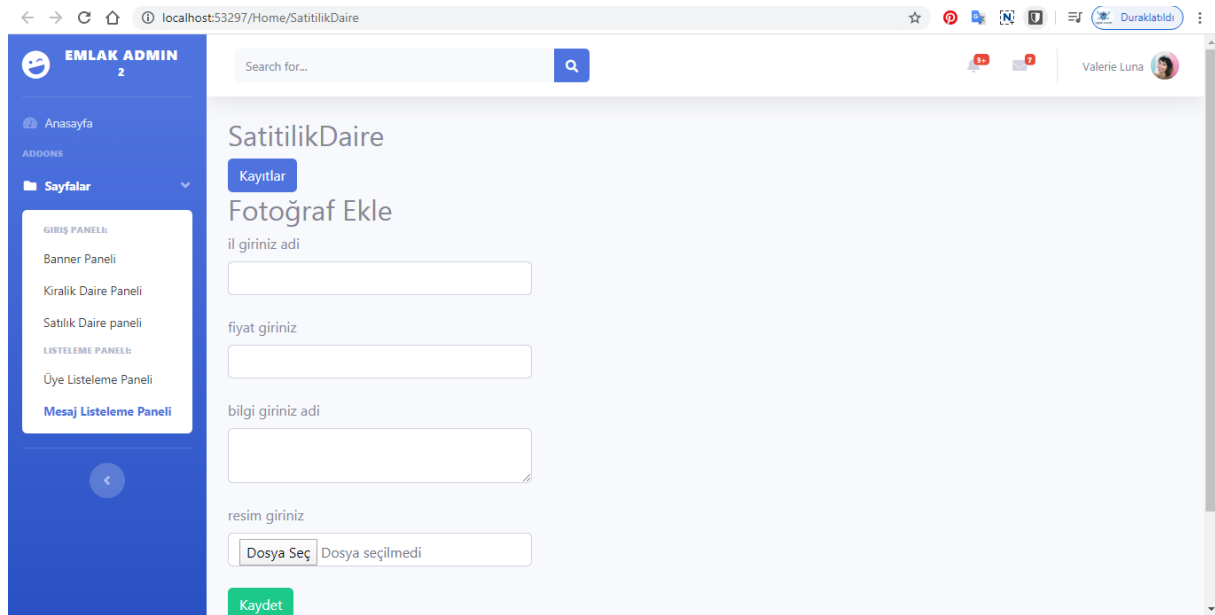 localhost:53297/Home/SatitilikDaire
Duraklatıldı
EMLAK ADMIN
2
Search for...
3+
7
Valerie Luna
Anasayfa
ADDONS
Sayfalar
GIRIŞ PANELI:
Banner Paneli
Kiralik Daire Paneli
Satılık Daire paneli
LISTELEME PANELI:
Üye Listeleme Paneli
Mesaj Listeleme Paneli
SatitilikDaire
Kayıtlar
Fotoğraf Ekle
il giriniz adi
fiyat giriniz
bilgi giriniz adi
resim giriniz
Dosya Seç Dosya seçilmedi
Kaydet